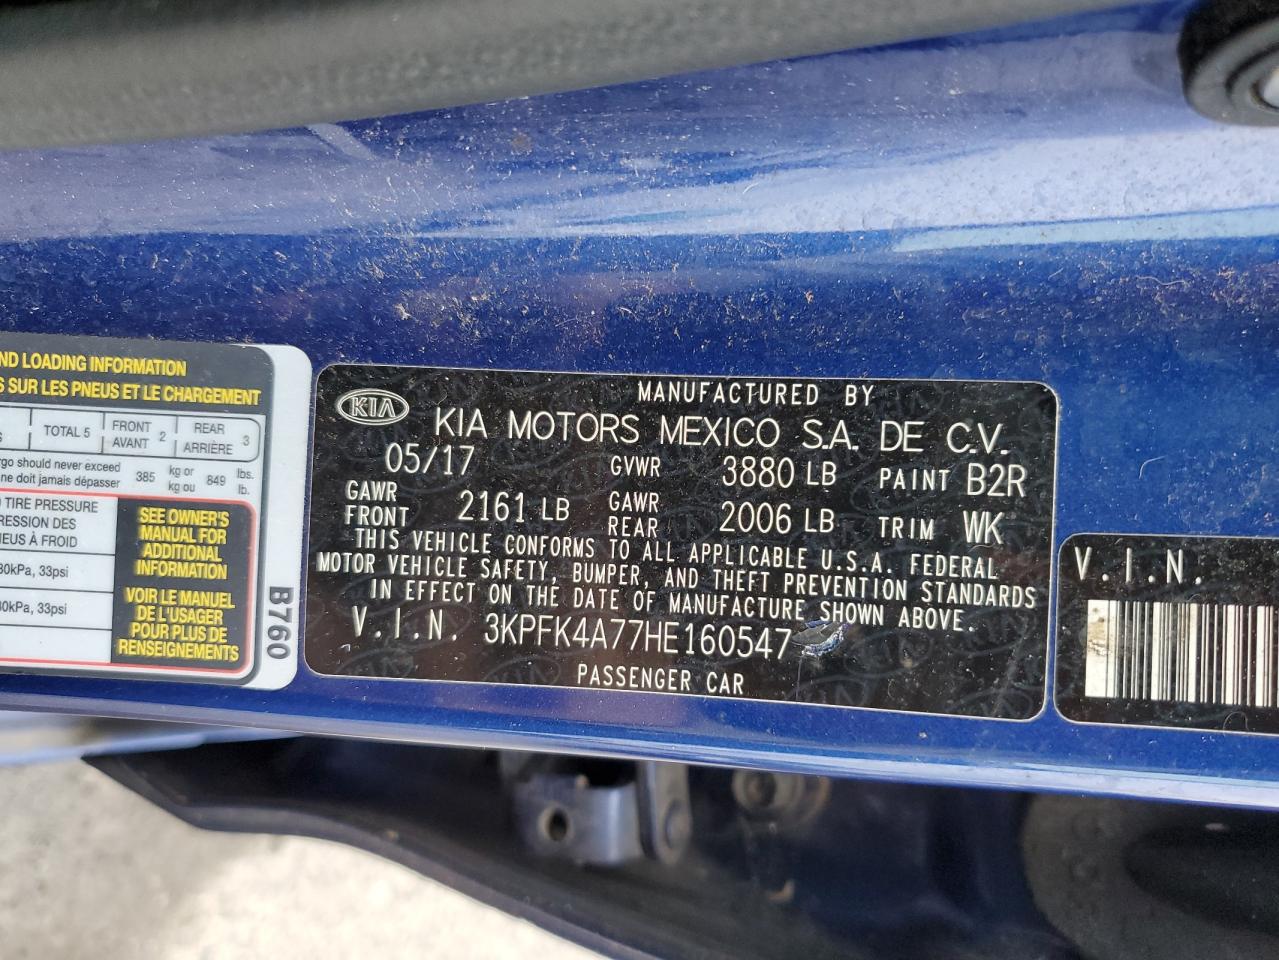 ND LOADING INFORMATION
S SUR LES PNEUS ET LE CHARGEMENT
TOTAL 5
FRONT
AVANT 2
REAR
ARRIÈRE 3
rgo should never exceed
ne doit jamais dépasser
385 kg or
kg ou 849 lbs.
lb.
TIRE PRESSURE
RESSION DES
NEUS À FROID
30kPa, 33psi
30kPa, 33psi
SEE OWNER'S
MANUAL FOR
ADDITIONAL
INFORMATION
VOIR LE MANUEL
DE L'USAGER
POUR PLUS DE
RENSEIGNEMENTS
B760
KIA
MANUFACTURED BY
KIA MOTORS MEXICO S.A. DE C.V.
05/17 GVWR 3880 LB PAINT B2R
GAWR
FRONT 2161 LB GAWR
REAR 2006 LB TRIM WK
THIS VEHICLE CONFORMS TO ALL APPLICABLE U.S.A. FEDERAL
MOTOR VEHICLE SAFETY, BUMPER, AND THEFT PREVENTION STANDARDS
IN EFFECT ON THE DATE OF MANUFACTURE SHOWN ABOVE.
V.I.N. 3KPFK4A77HE160547
PASSENGER CAR
V.I.N.